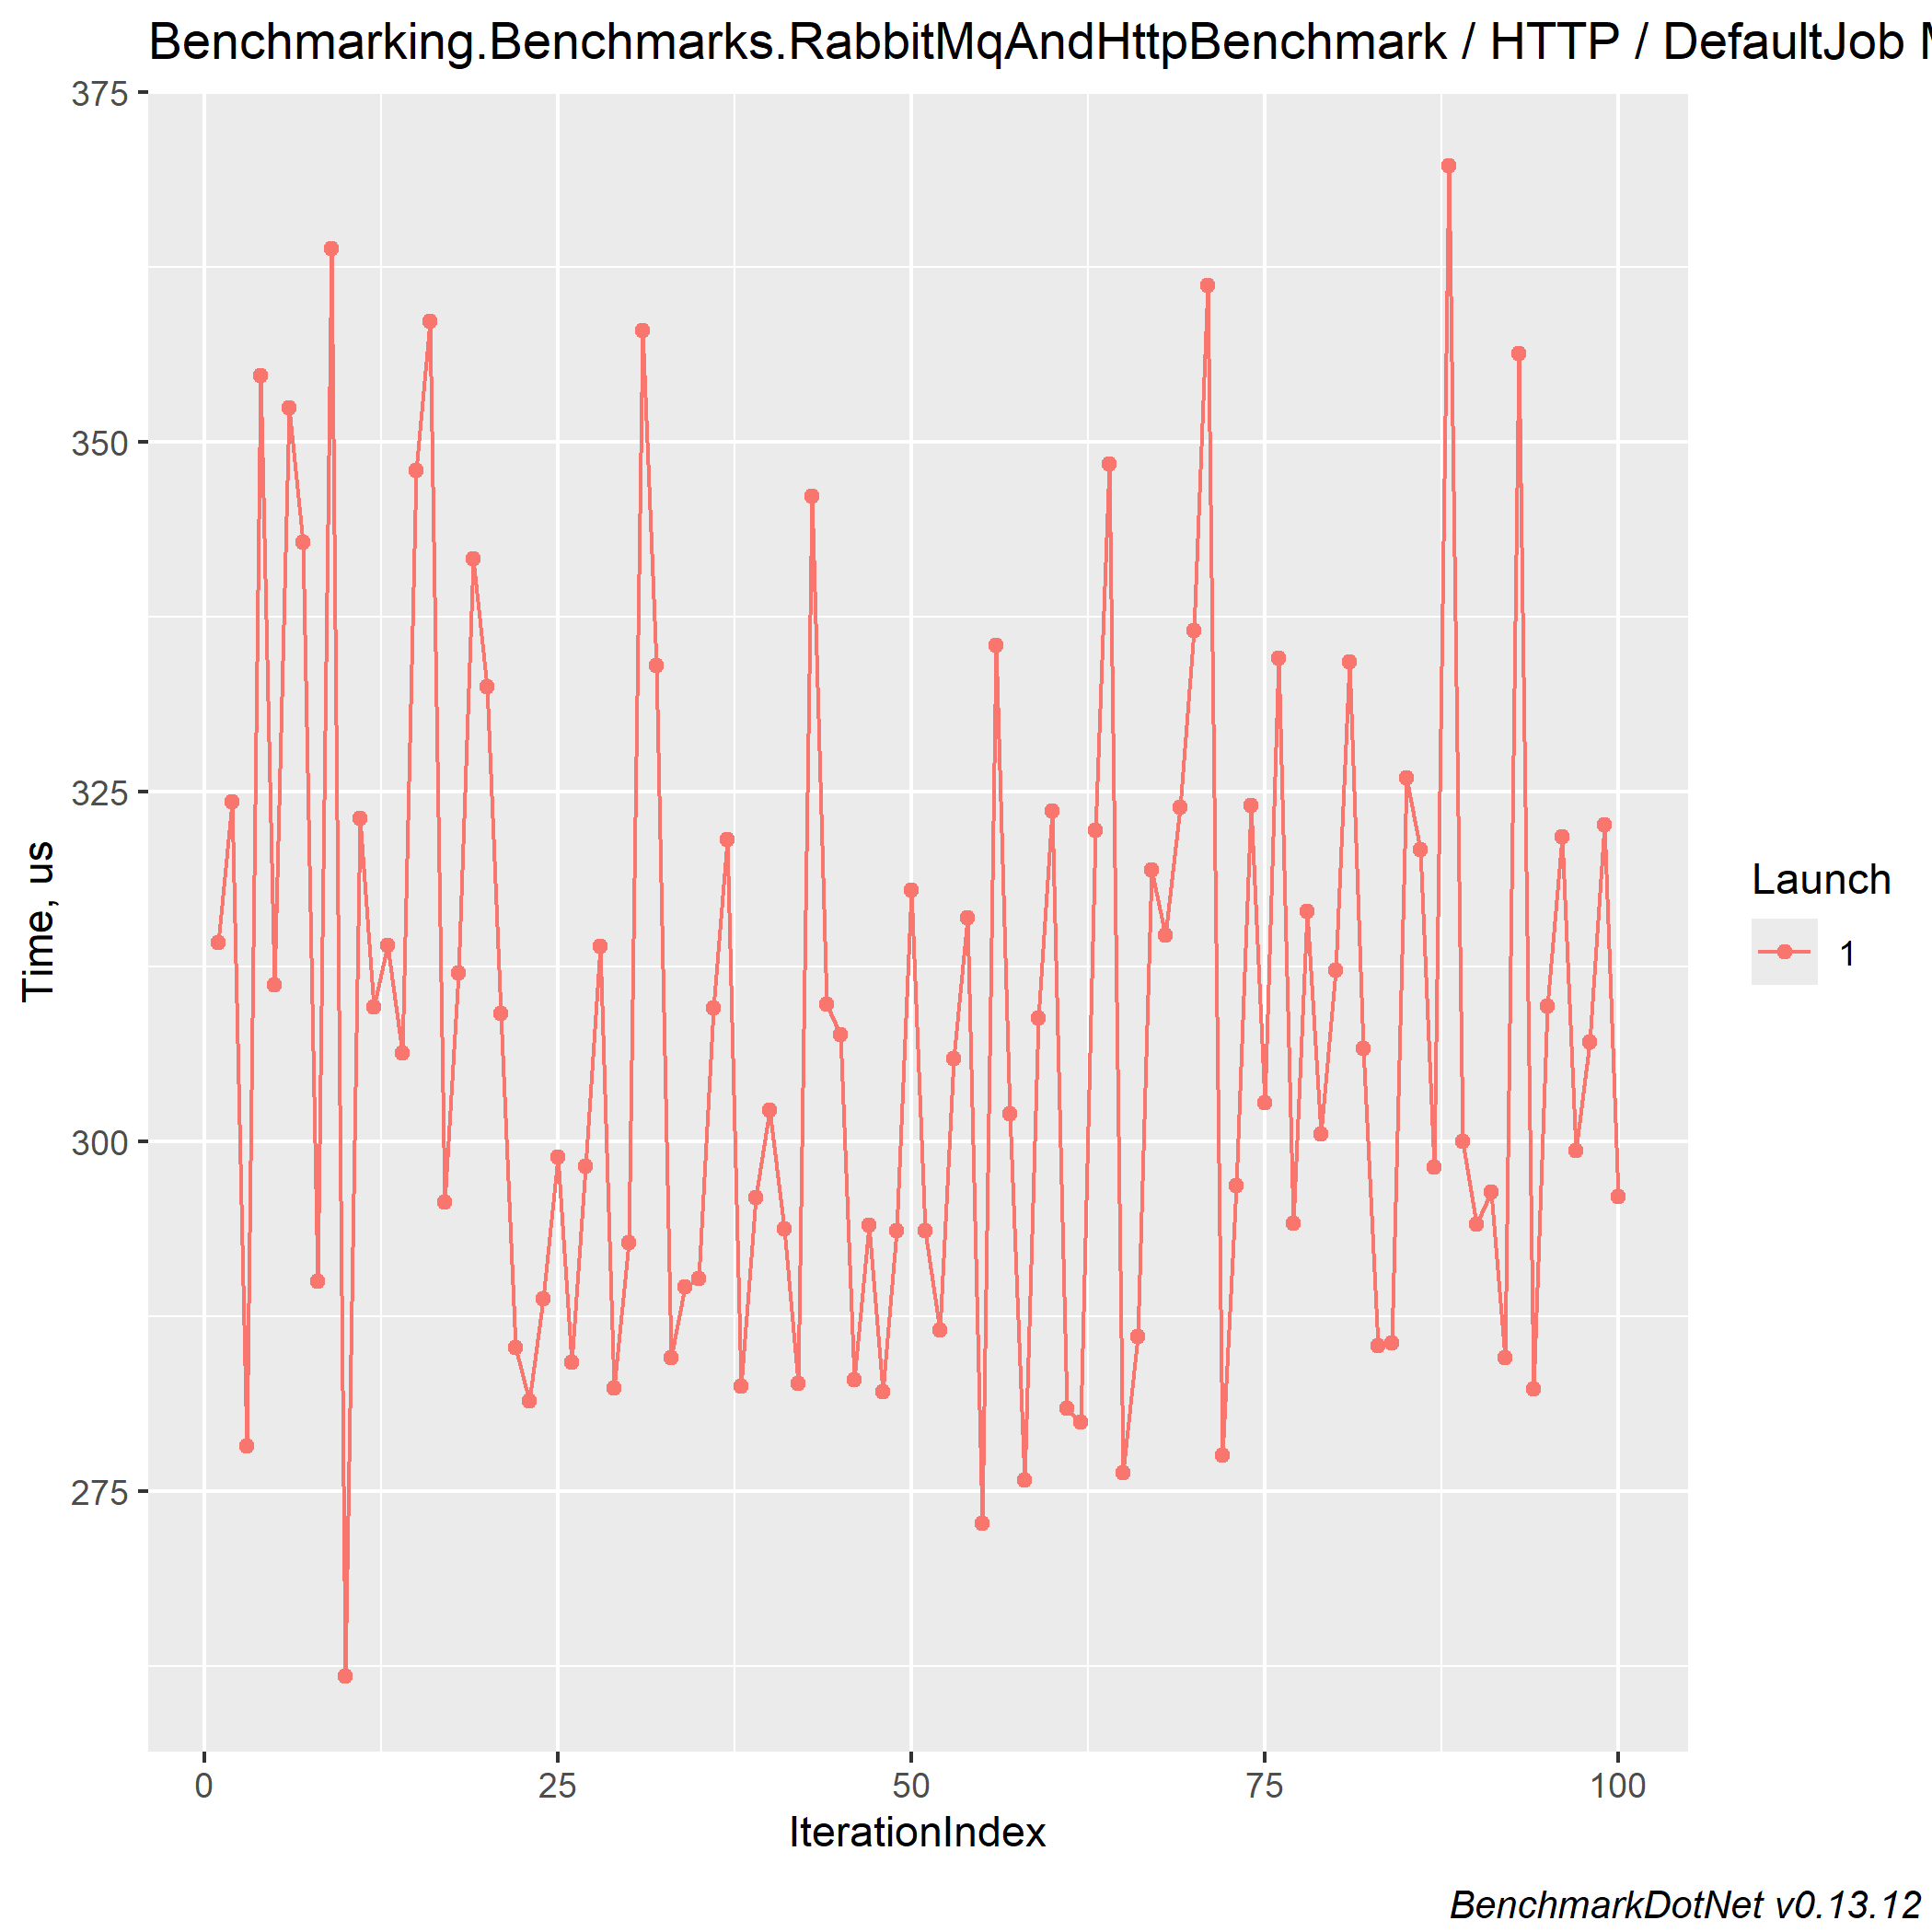 Benchmarking.Benchmarks.RabbitMqAndHttpBenchmark / HTTP / DefaultJob
375
350
325
300
275
Time, us
0 25 50 75 100
IterationIndex
Launch
1
BenchmarkDotNet v0.13.12